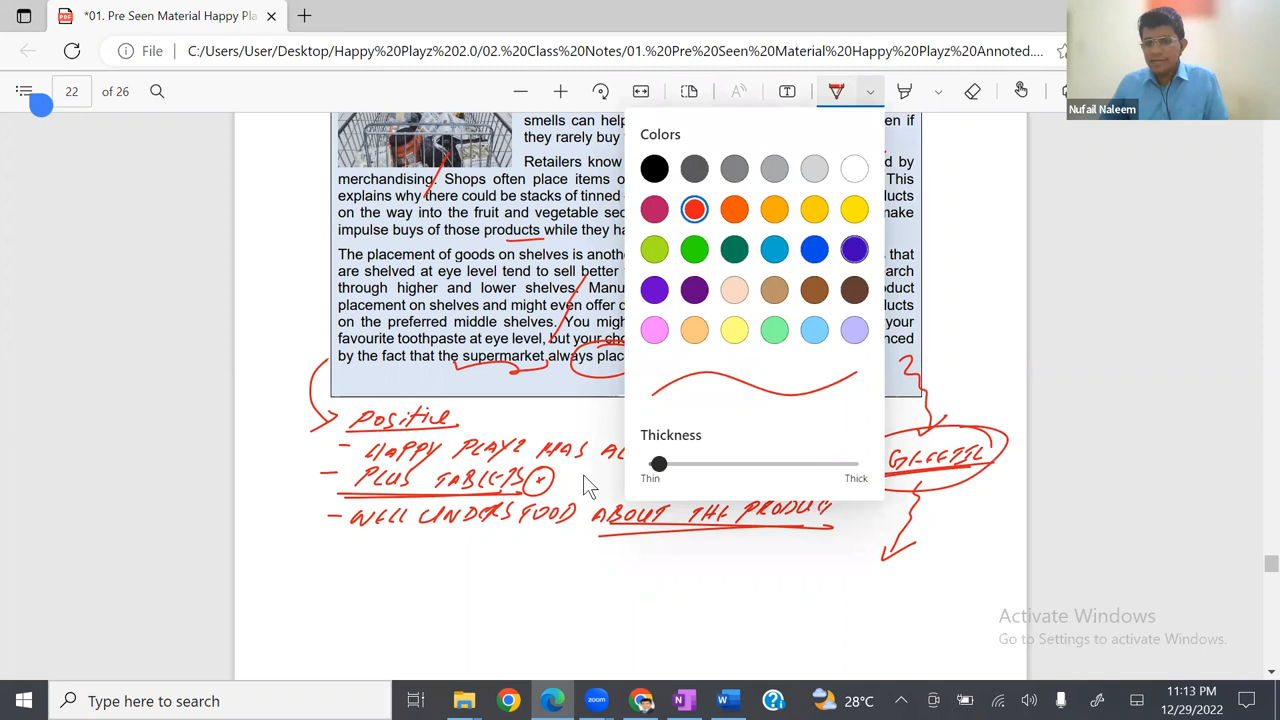 *01. Pre Seen Material Happy Pla
File
C:/Users/User/Desktop/Happy%20Playz%202.0/02.%20Class%20Notes/01.%20Pre%20Seen%20Material%20Happy%20Playz%20Annoted....
22 of 26
Nufail Naleem
Colors
smells can help
en if
they rarely buy
Retailers know
d by
merchandising. Shops often place items o
This
explains why there could be stacks of tinned
ducts
on the way into the fruit and vegetable sec
make
impulse buys of those products while they ha
The placement of goods on shelves is anothe
that
are shelved at eye level tend to sell better
arch
through higher and lower shelves. Manu
duct
placement on shelves and might even offer d
ucts
on the preferred middle shelves. You migh
your
favourite toothpaste at eye level, but your cho
nced
by the fact that the supermarket always place
Positive
- HAPPY PLAYZ HAS AL
- PLUS TABLETS
- WELL UNDERSTOOD ABOUT THE PRODUCT
Thickness
Thin
Thick
Activate Windows
Go to Settings to activate Windows.
Type here to search
zoom
28°C
11:13 PM
12/29/2022